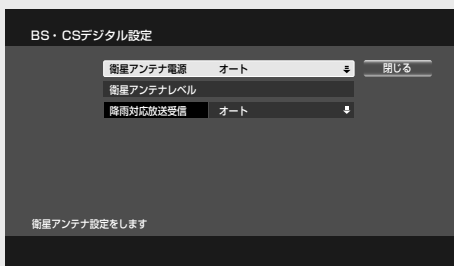 BS・CSデジタル設定
衛星アンテナ電源 オート 閉じる
衛星アンテナレベル
降雨対応放送受信 オート
衛星アンテナ設定をします